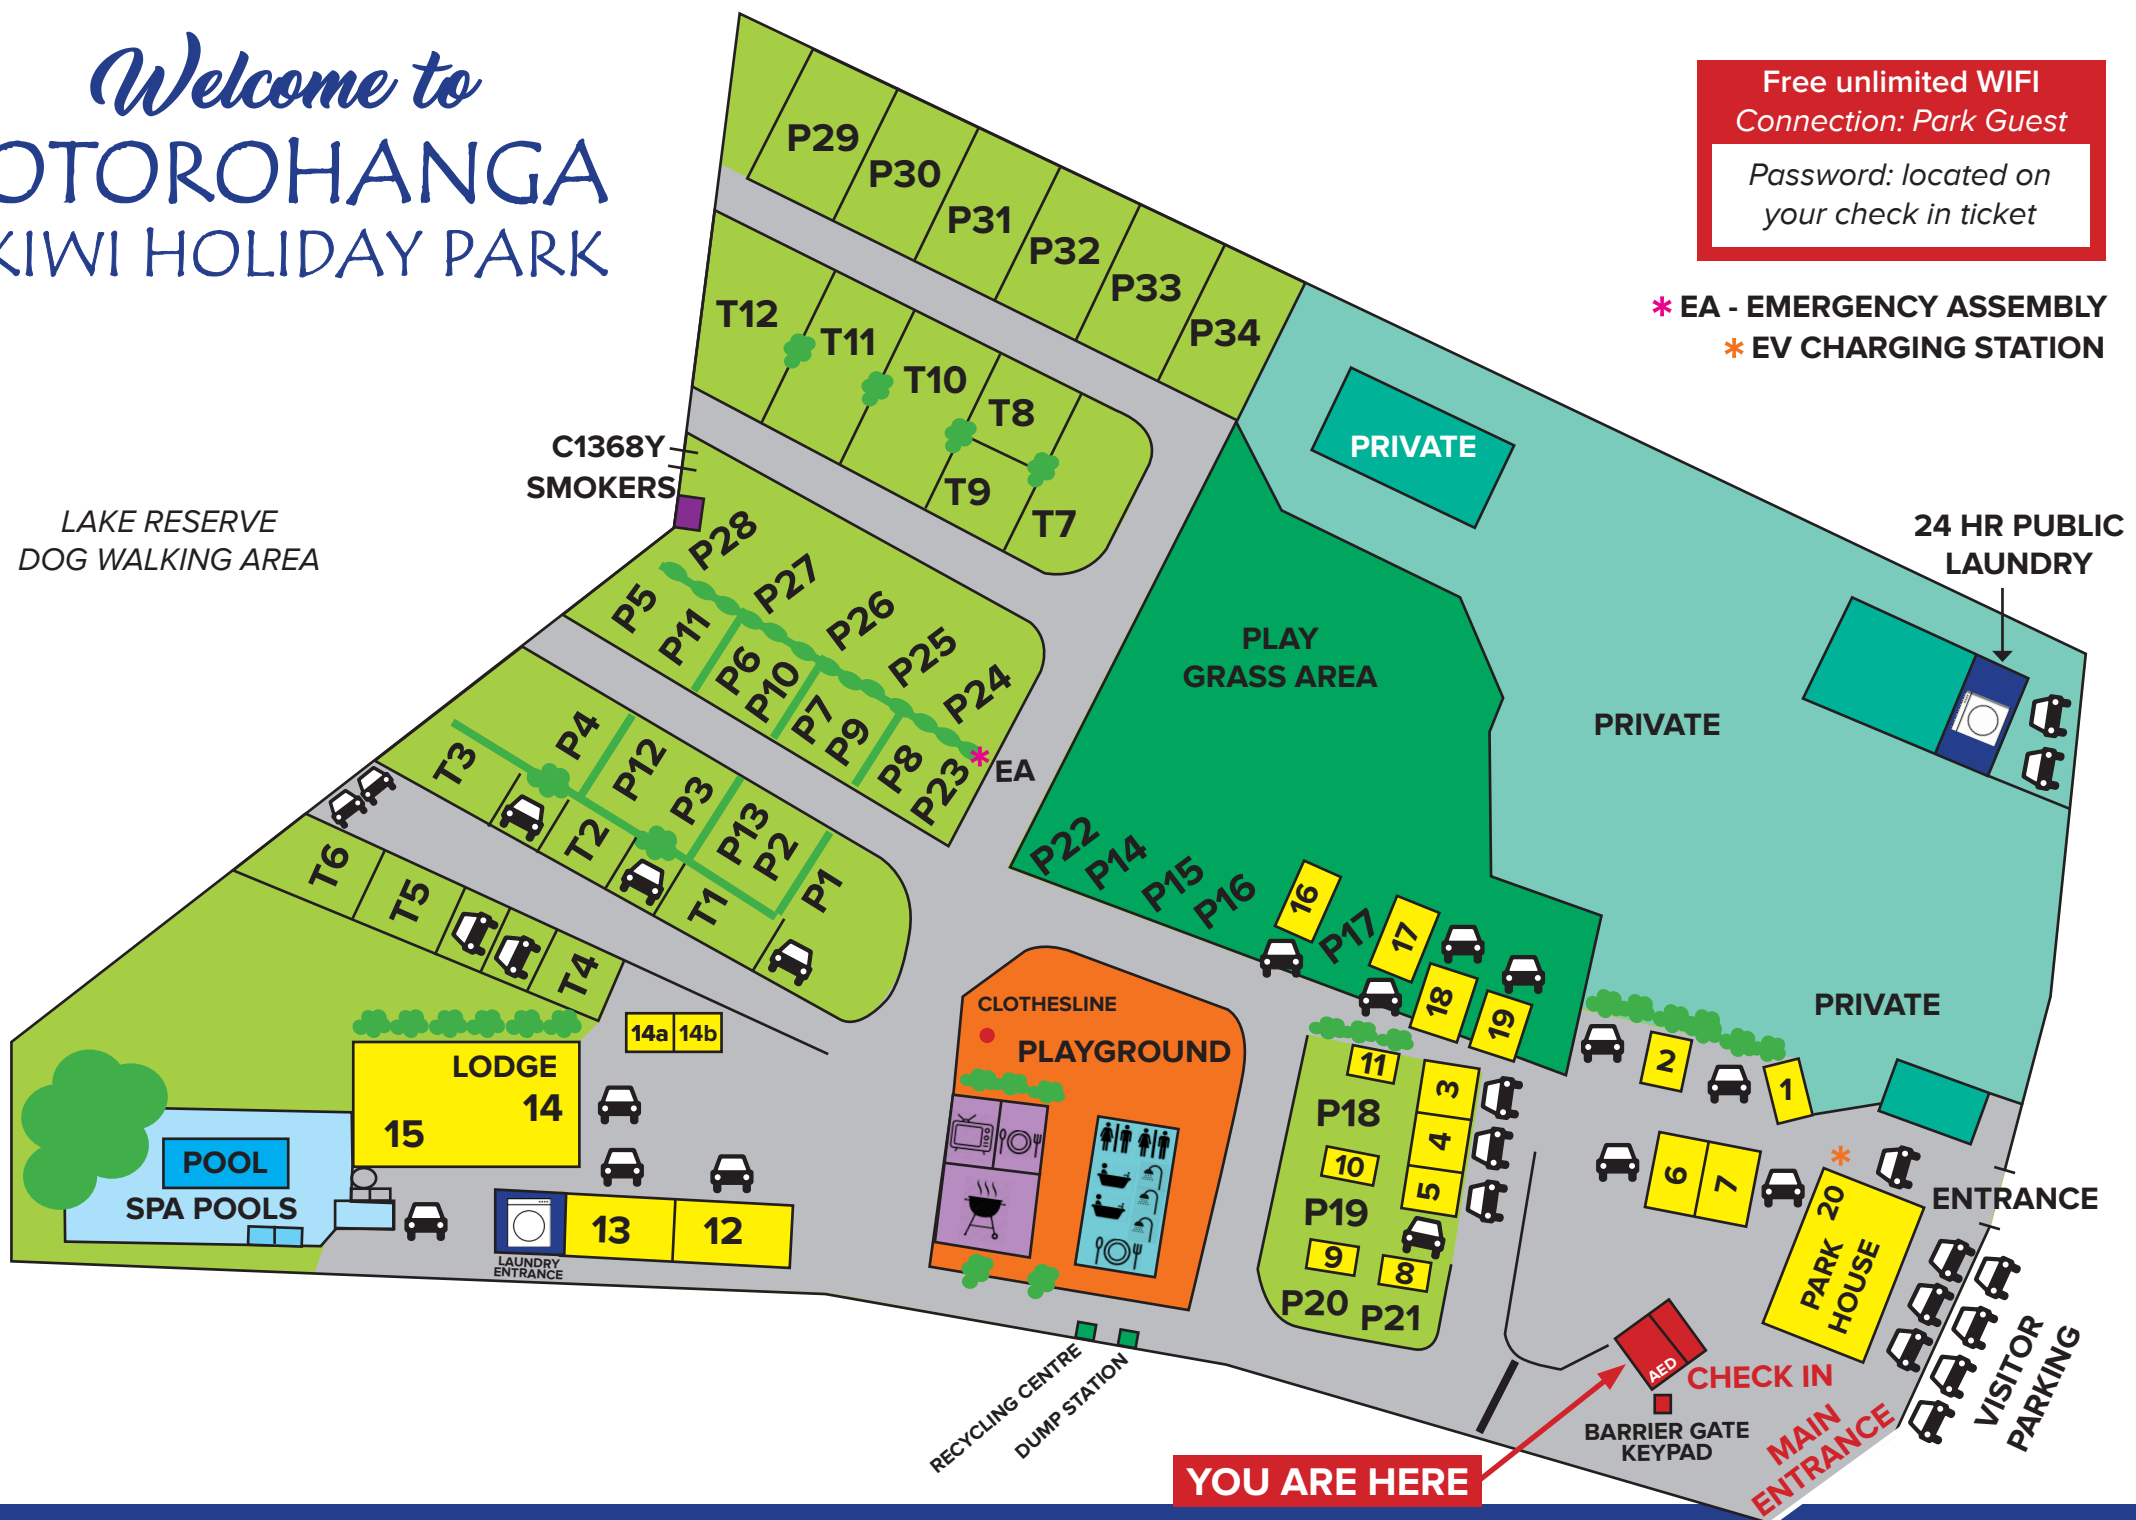 Welcome to
OTOROHANGA
KIWI HOLIDAY PARK
Free unlimited WIFI
Connection: Park Guest
Password: located on
your check in ticket
* EA - EMERGENCY ASSEMBLY
* EV CHARGING STATION
P29
P30
P31
P32
P33
P34
T12
T11
T10
T8
T9
T7
C1368Y
SMOKERS
LAKE RESERVE
DOG WALKING AREA
PRIVATE
24 HR PUBLIC
LAUNDRY
P28
P27
P26
P25
P24
P5
P11
P6
P10
P7
P9
P8
P23
* EA
PLAY
GRASS AREA
PRIVATE
T3
P4
P12
P3
P13
P2
P1
T2
T1
T6
T5
T4
P22
P14
P15
P16
16
P17
17
18
19
PRIVATE
CLOTHESLINE
PLAYGROUND
14a
14b
LODGE
14
15
POOL
SPA POOLS
13
12
LAUNDRY
ENTRANCE
11
3
P18
4
10
5
P19
9
8
P20
P21
2
1
6
7
*
20
PARK
HOUSE
ENTRANCE
VISITOR
PARKING
RECYCLING CENTRE
DUMP STATION
AED
CHECK IN
BARRIER GATE
KEYPAD
MAIN
ENTRANCE
YOU ARE HERE